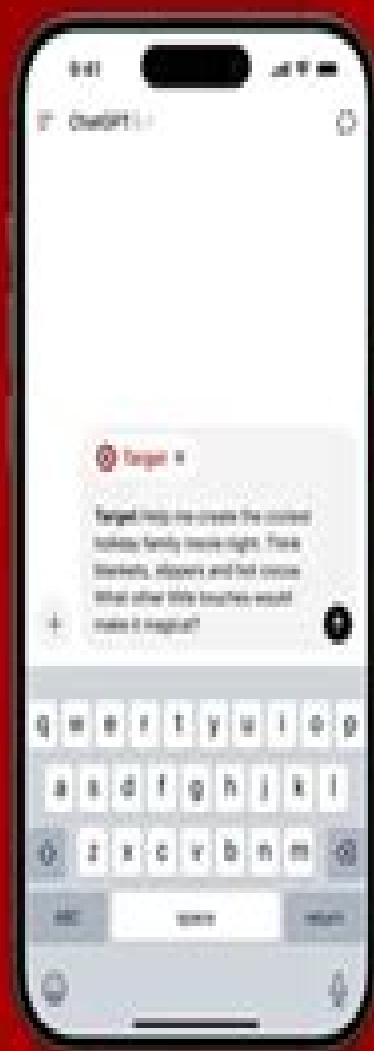 9:41
ChatGPT
Target
Target Help me create the coziest
holiday family movie night. Think
blankets, slippers and hot cocoa.
What other little touches would
make it magical?
q w e r t y u i o p
a s d f g h j k l
z x c v b n m
ABC space return